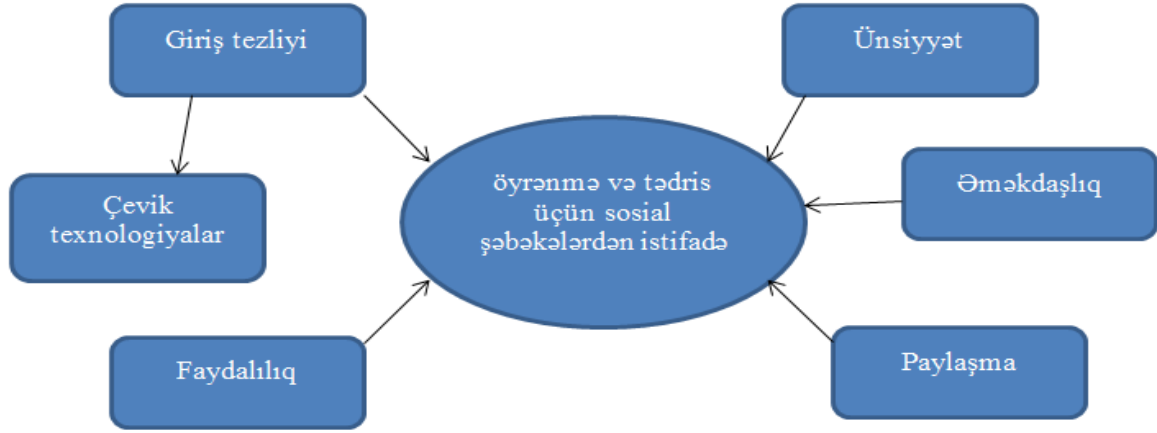 Giriş tezliyi
Ünsiyyət
Çevik
texnologiyalar
öyrənmə və tədris
üçün sosial
şəbəkələrdən istifadə
Əməkdaşlıq
Faydalılıq
Paylaşma